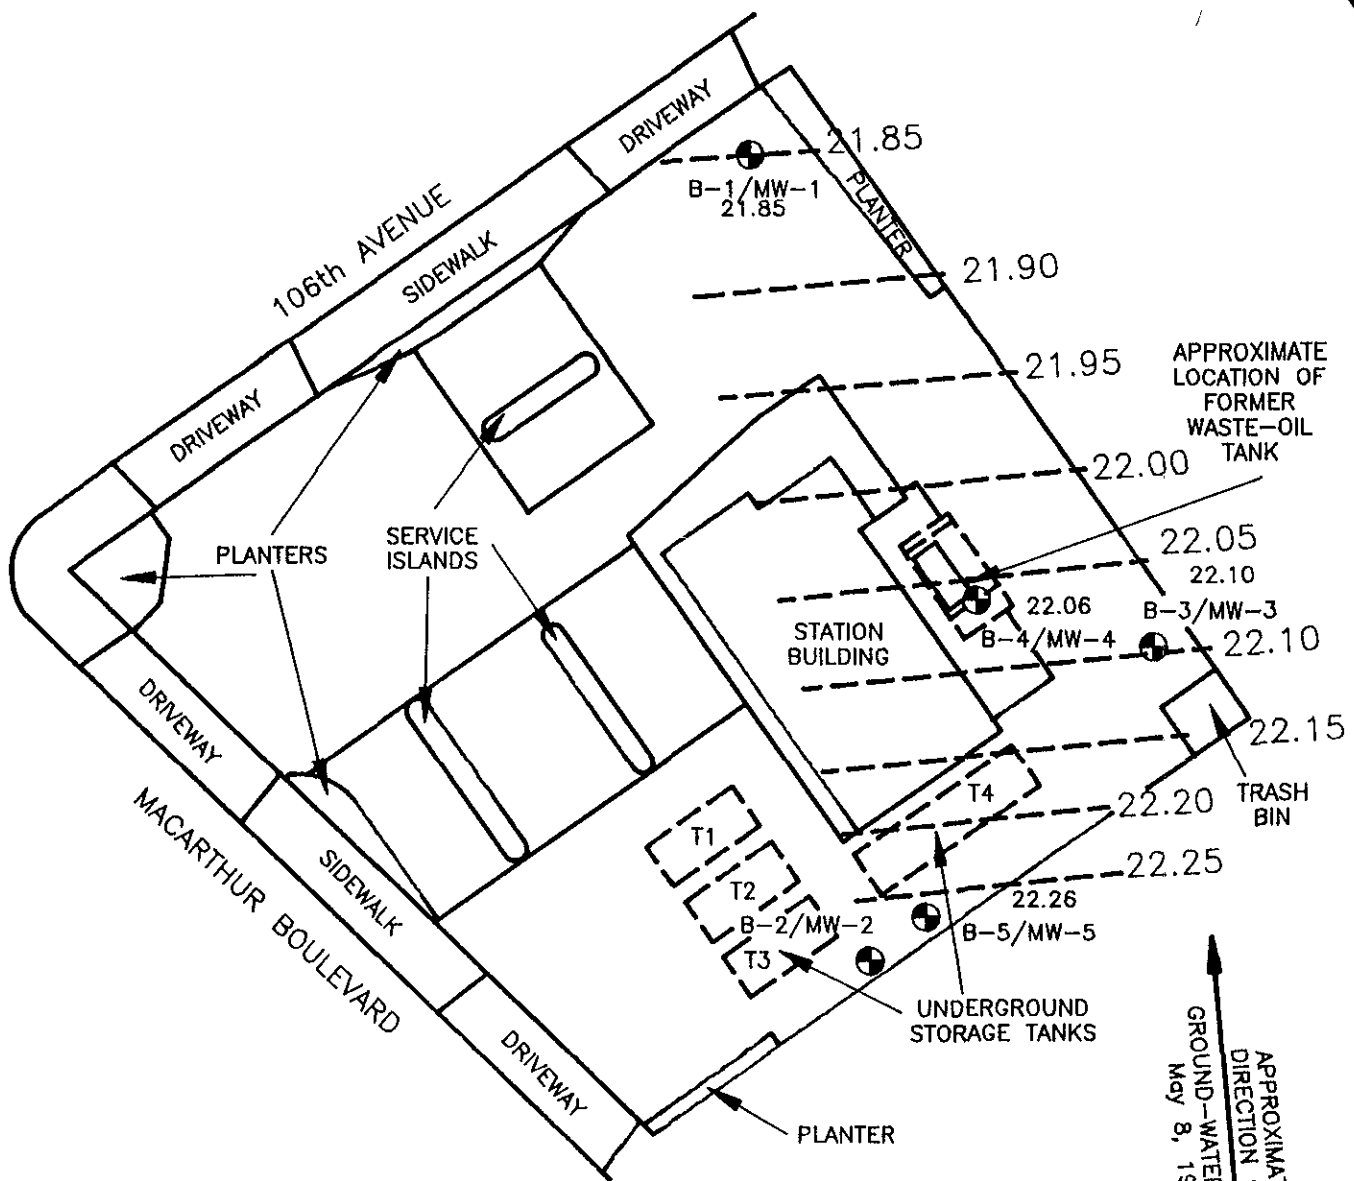 DRIVEWAY
21.85
B-1/MW-1
21.85
PLANTER
106th AVENUE
SIDEWALK
21.90
21.95
APPROXIMATE
LOCATION OF
FORMER
WASTE-OIL
TANK
DRIVEWAY
22.00
PLANTERS
SERVICE
ISLANDS
22.05
22.10
22.06
B-3/MW-3
B-4/MW-4
STATION
BUILDING
22.10
DRIVEWAY
22.15
T4
TRASH
BIN
22.20
MACARTHUR BOULEVARD
T1
SIDEWALK
22.25
T2
22.26
B-2/MW-2
B-5/MW-5
T3
UNDERGROUND
STORAGE TANKS
DRIVEWAY
PLANTER
DIRECTION
GROUND-WATER
May 8,